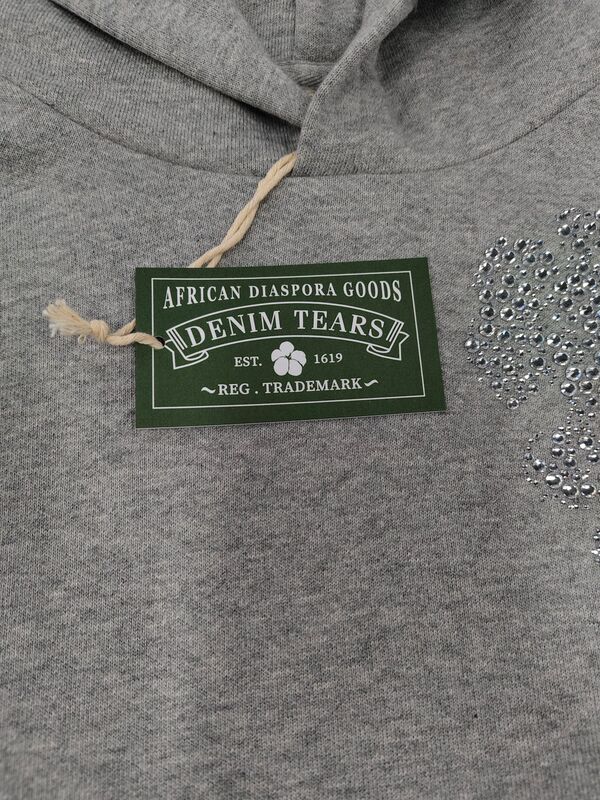 AFRICAN DIASPORA GOODS
DENIM TEARS
EST. 1619
~REG . TRADEMARK~